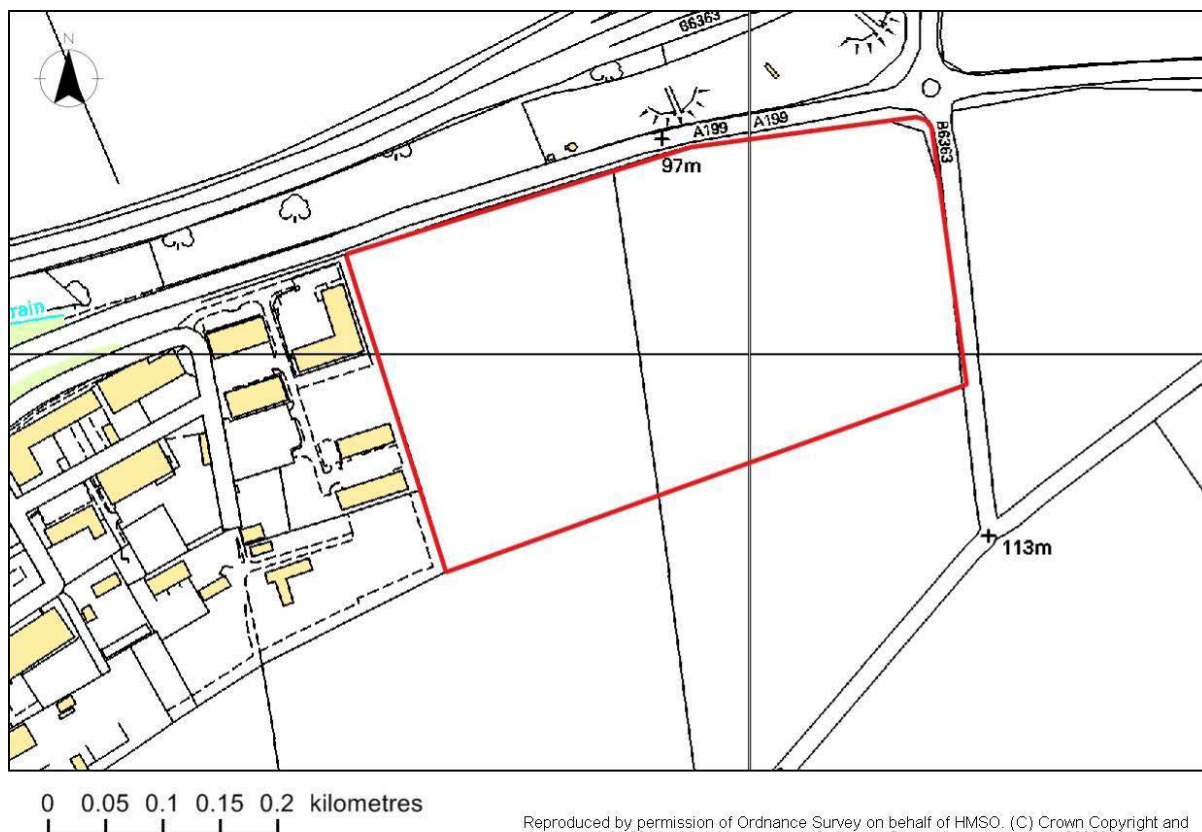 B6363
N
A199 A199
97m
B6363
rain
113m
0 0.05 0.1 0.15 0.2 kilometres
Reproduced by permission of Ordnance Survey on behalf of HMSO. (C) Crown Copyright and